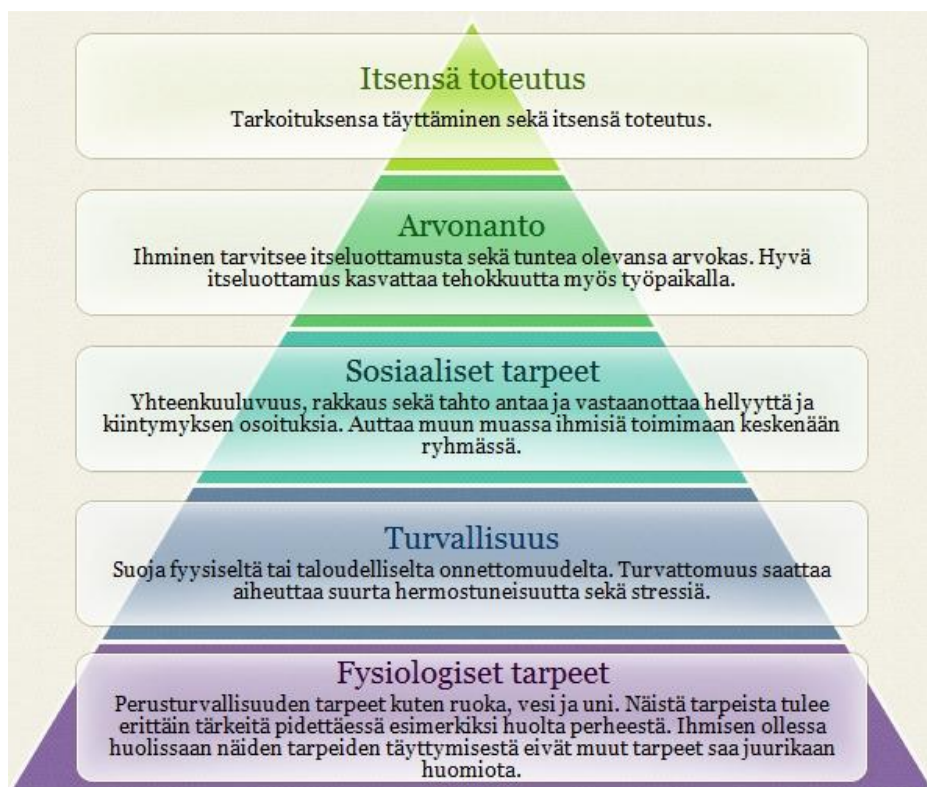 Itsensä toteutus
Tarkoituksensa täyttäminen sekä itsensä toteutus.
Arvonanto
Ihminen tarvitsee itseluottamusta sekä tuntea olevansa arvokas. Hyvä
itseluottamus kasvattaa tehokkuutta myös työpaikalla.
Sosiaaliset tarpeet
Yhteenkuuluvuus, rakkaus sekä tahto antaa ja vastaanottaa hellyyttä ja
kiintymyksen osoituksia. Auttaa muun muassa ihmisiä toimimaan keskenään
ryhmässä.
Turvallisuus
Suoja fyysiseltä tai taloudelliselta onnettomuudelta. Turvattomuus saattaa
aiheuttaa suurta hermostuneisuutta sekä stressiä.
Fysiologiset tarpeet
Perusturvallisuuden tarpeet kuten ruoka, vesi ja uni. Näistä tarpeista tulee
erittäin tärkeitä pidettäessä esimerkiksi huolta perheestä. Ihmisen ollessa
huolissaan näiden tarpeiden täyttymisestä eivät muut tarpeet saa juurikaan
huomiota.